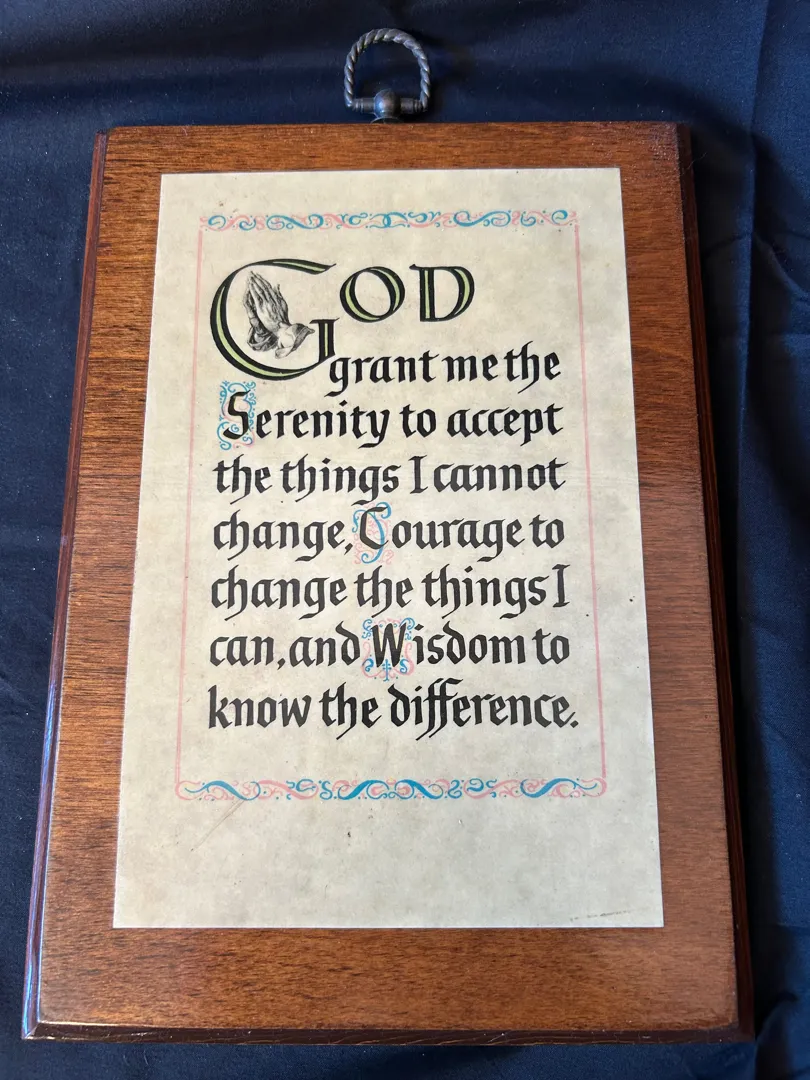 GOD
grant me the
Serenity to accept
the things I cannot
change, Courage to
change the things I
can, and Wisdom to
know the difference.